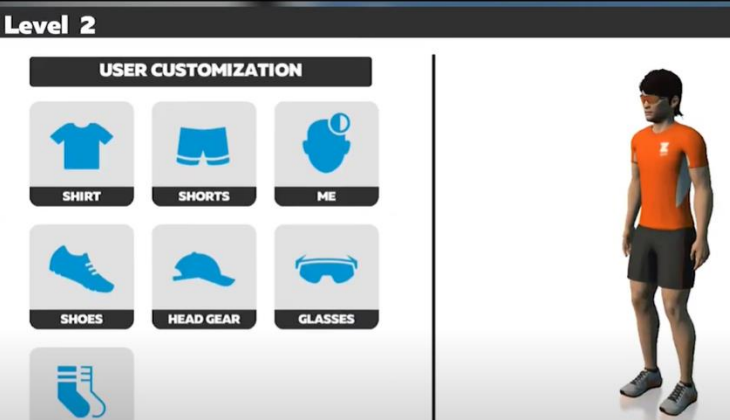 Level 2
USER CUSTOMIZATION
SHIRT
SHORTS
ME
SHOES
HEAD GEAR
GLASSES